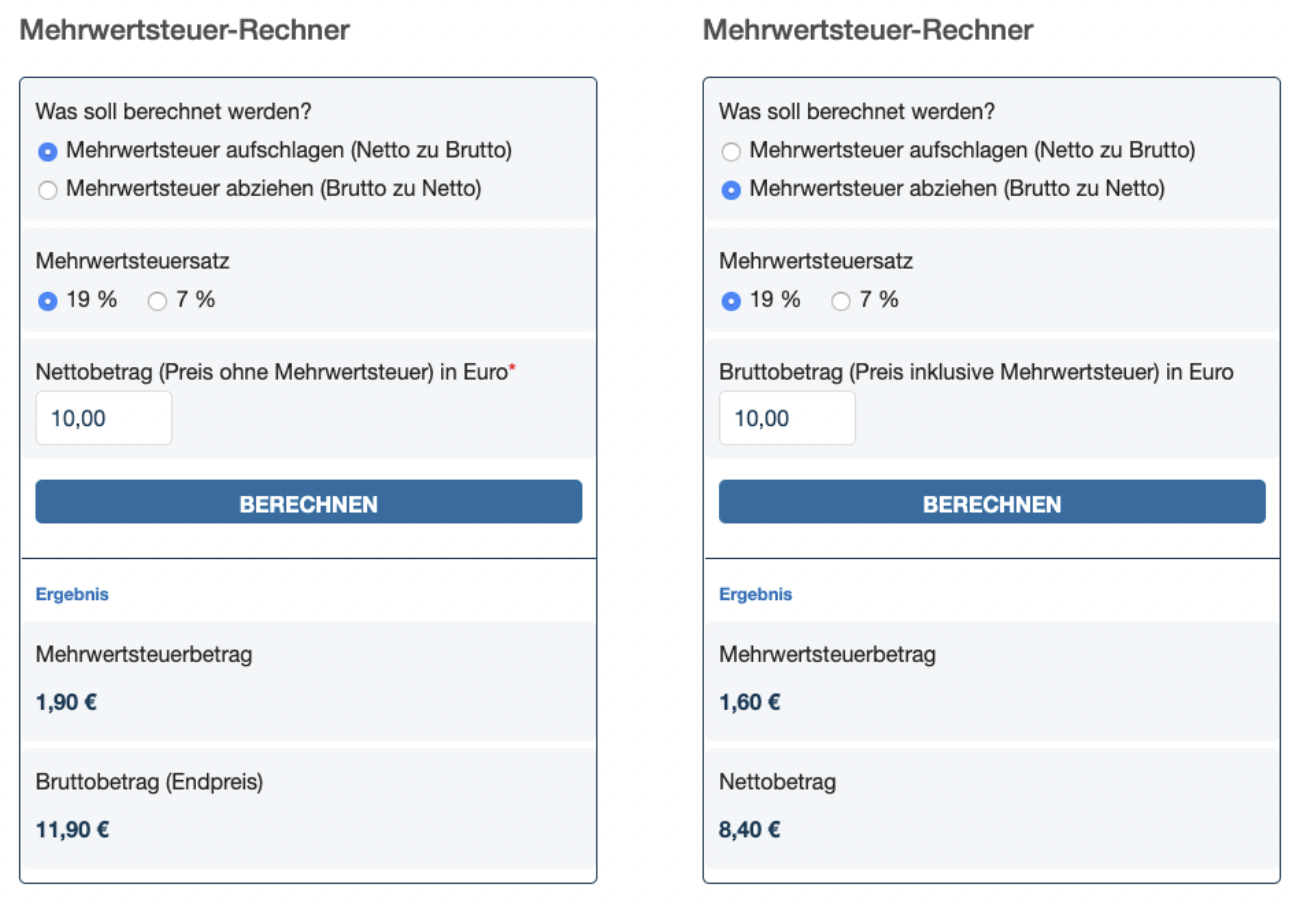 Mehrwertsteuer-Rechner
Was soll berechnet werden?
Mehrwertsteuer aufschlagen (Netto zu Brutto)
Mehrwertsteuer abziehen (Brutto zu Netto)
Mehrwertsteuersatz
19 % 7 %
Nettobetrag (Preis ohne Mehrwertsteuer) in Euro*
10,00
BERECHNEN
Ergebnis
Mehrwertsteuerbetrag
1,90 €
Bruttobetrag (Endpreis)
11,90 €
Mehrwertsteuer-Rechner
Was soll berechnet werden?
Mehrwertsteuer aufschlagen (Netto zu Brutto)
Mehrwertsteuer abziehen (Brutto zu Netto)
Mehrwertsteuersatz
19 % 7 %
Bruttobetrag (Preis inklusive Mehrwertsteuer) in Euro
10,00
BERECHNEN
Ergebnis
Mehrwertsteuerbetrag
1,60 €
Nettobetrag
8,40 €